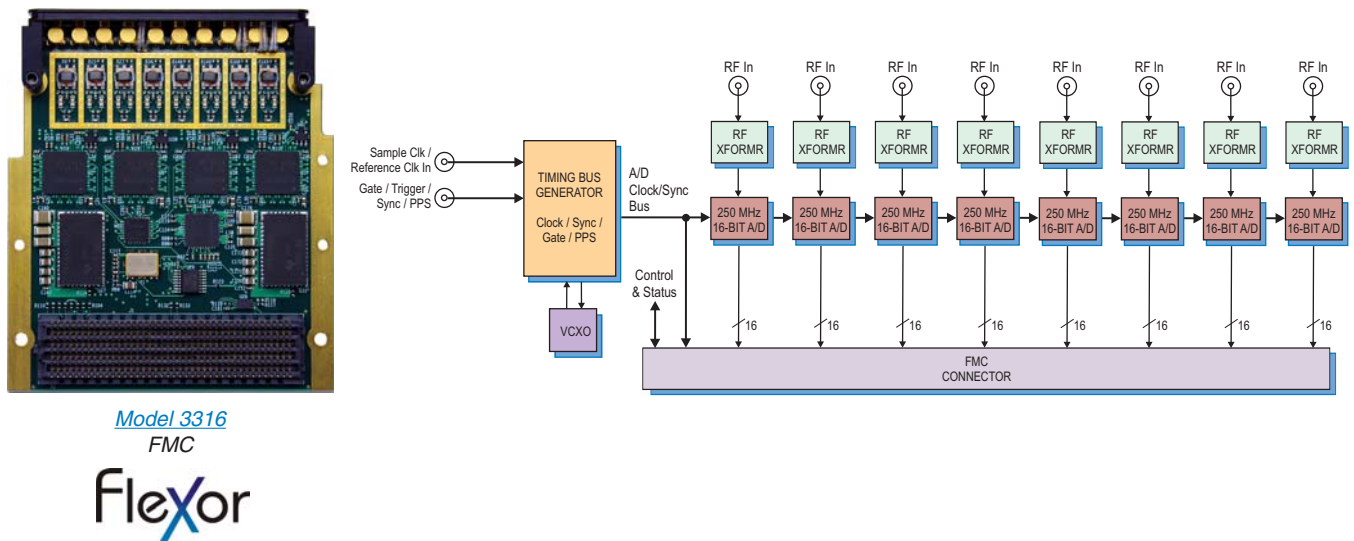 Model 3316
FMC
Flexor
Sample Clk /
Reference Clk In
Gate / Trigger /
Sync / PPS
TIMING BUS
GENERATOR
Clock / Sync /
Gate / PPS
VCXO
A/D
Clock/Sync
Bus
Control
& Status
RF In
RF In
RF In
RF In
RF In
RF In
RF In
RF In
RF
XFORMR
RF
XFORMR
RF
XFORMR
RF
XFORMR
RF
XFORMR
RF
XFORMR
RF
XFORMR
RF
XFORMR
250 MHz
16-BIT A/D
250 MHz
16-BIT A/D
250 MHz
16-BIT A/D
250 MHz
16-BIT A/D
250 MHz
16-BIT A/D
250 MHz
16-BIT A/D
250 MHz
16-BIT A/D
250 MHz
16-BIT A/D
16
16
16
16
16
16
16
16
FMC
CONNECTOR